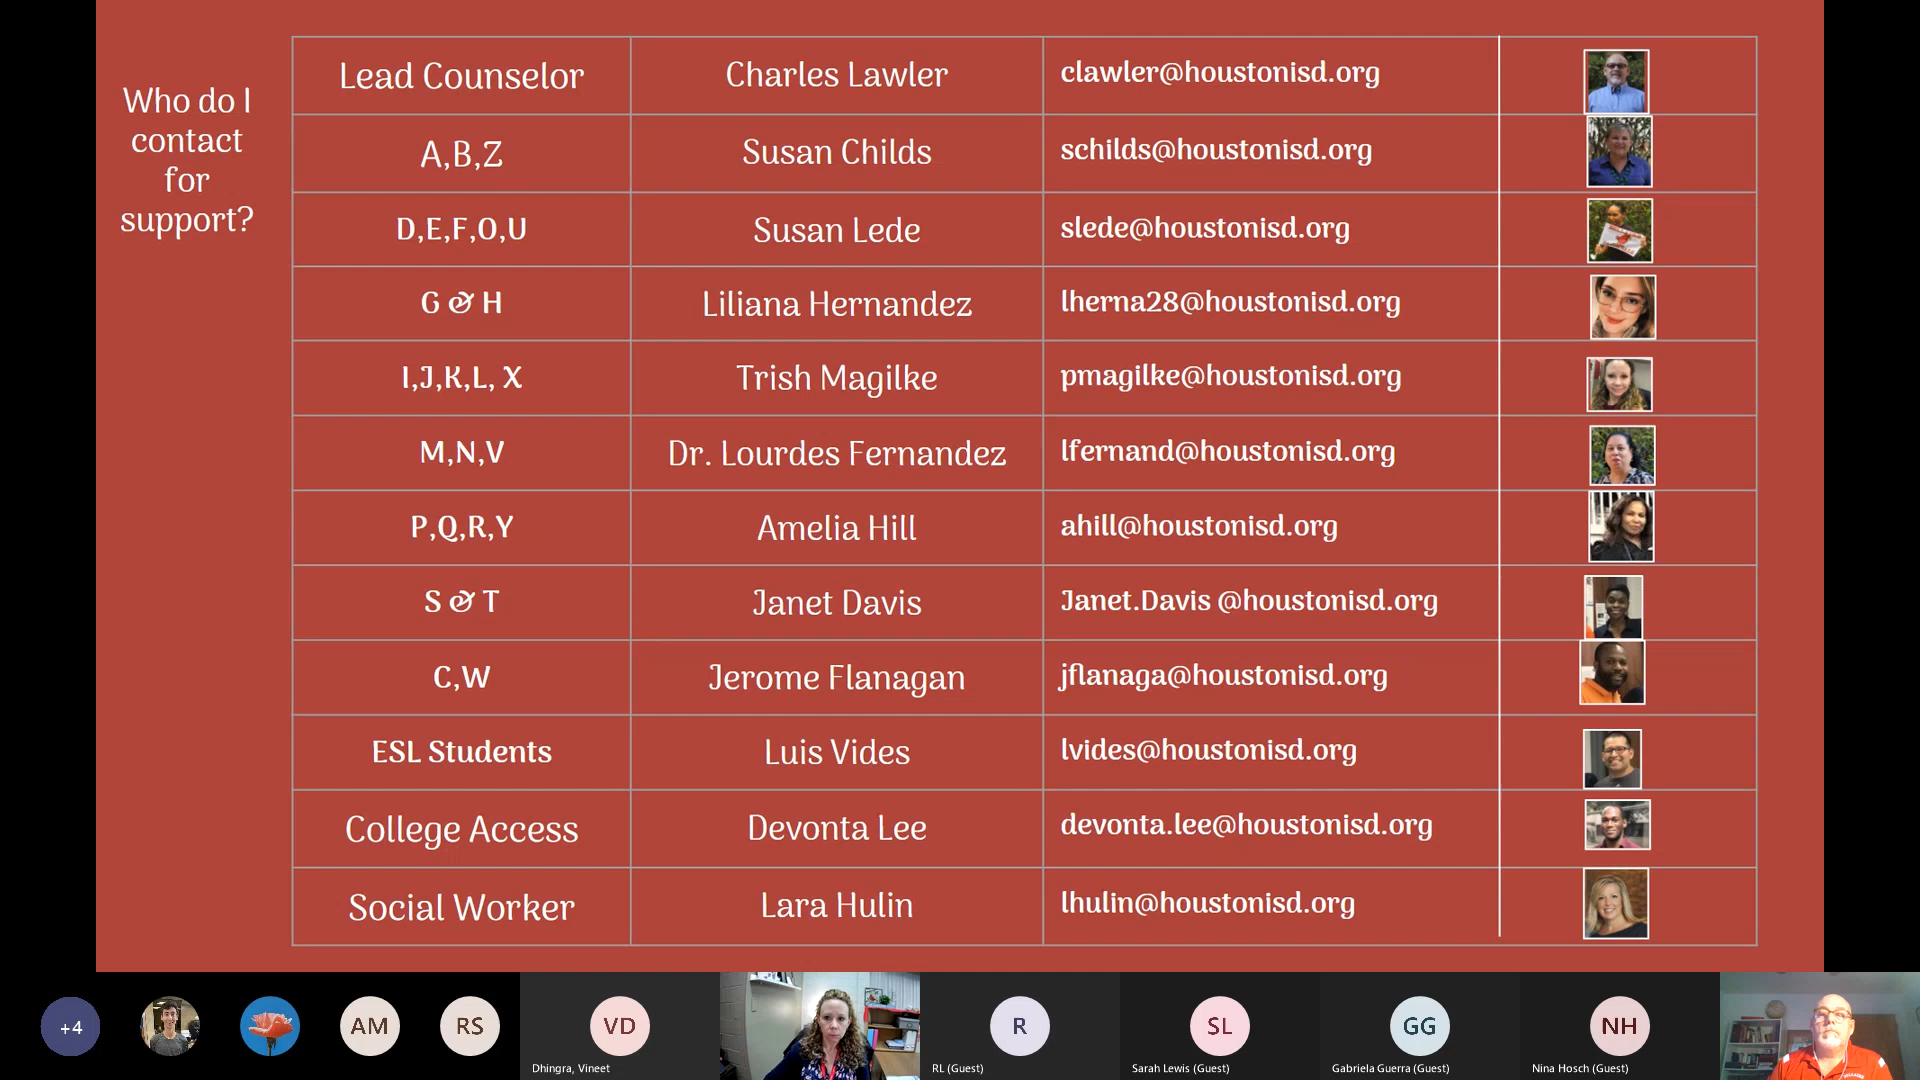 Who do I
contact
for
support?
Lead Counselor Charles Lawler clawler@houstonisd.org
A,B,Z Susan Childs schilds@houstonisd.org
D,E,F,O,U Susan Lede slede@houstonisd.org
G & H Liliana Hernandez lherna28@houstonisd.org
I,J,K,L, X Trish Magilke pmagilke@houstonisd.org
M,N,V Dr. Lourdes Fernandez lfernand@houstonisd.org
P,Q,R,Y Amelia Hill ahill@houstonisd.org
S & T Janet Davis Janet.Davis @houstonisd.org
C,W Jerome Flanagan jflanaga@houstonisd.org
ESL Students Luis Vides lvides@houstonisd.org
College Access Devonta Lee devonta.lee@houstonisd.org
Social Worker Lara Hulin lhulin@houstonisd.org
+4 AM RS VD R SL GG NH
Dhingra, Vineet RL (Guest) Sarah Lewis (Guest) Gabriela Guerra (Guest) Nina Hosch (Guest)